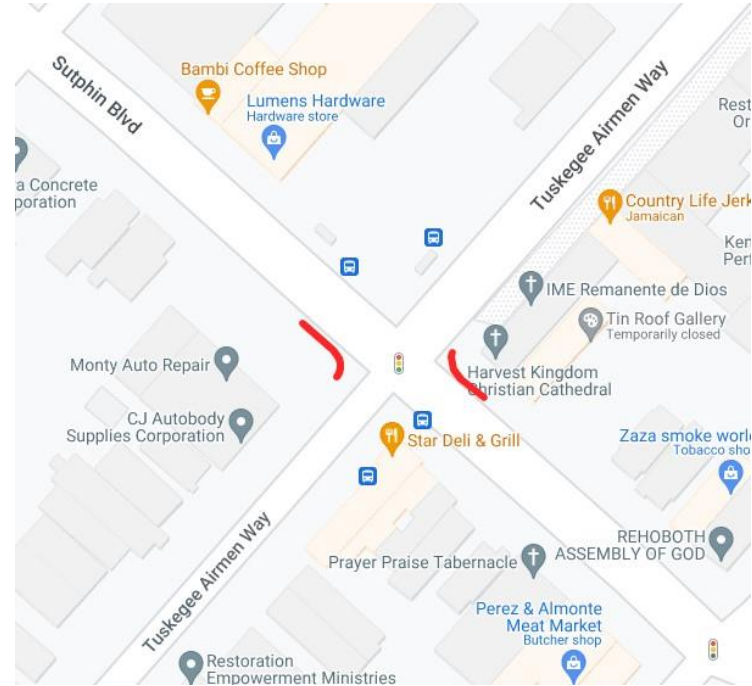 Sutphin Blvd
Bambi Coffee Shop
Lumens Hardware
Hardware store
Tuskegee Airmen Way
Rest
Or
a Concrete
poration
Country Life Jerk
Jamaican
Ken
Perf
IME Remanente de Dios
Tin Roof Gallery
Temporarily closed
Monty Auto Repair
Harvest Kingdom
Christian Cathedral
CJ Autobody
Supplies Corporation
Star Deli & Grill
Zaza smoke worl
Tobacco sho
Tuskegee Airmen Way
REHOBOTH
ASSEMBLY OF GOD
Prayer Praise Tabernacle
Perez & Almonte
Meat Market
Butcher shop
Restoration
Empowerment Ministries